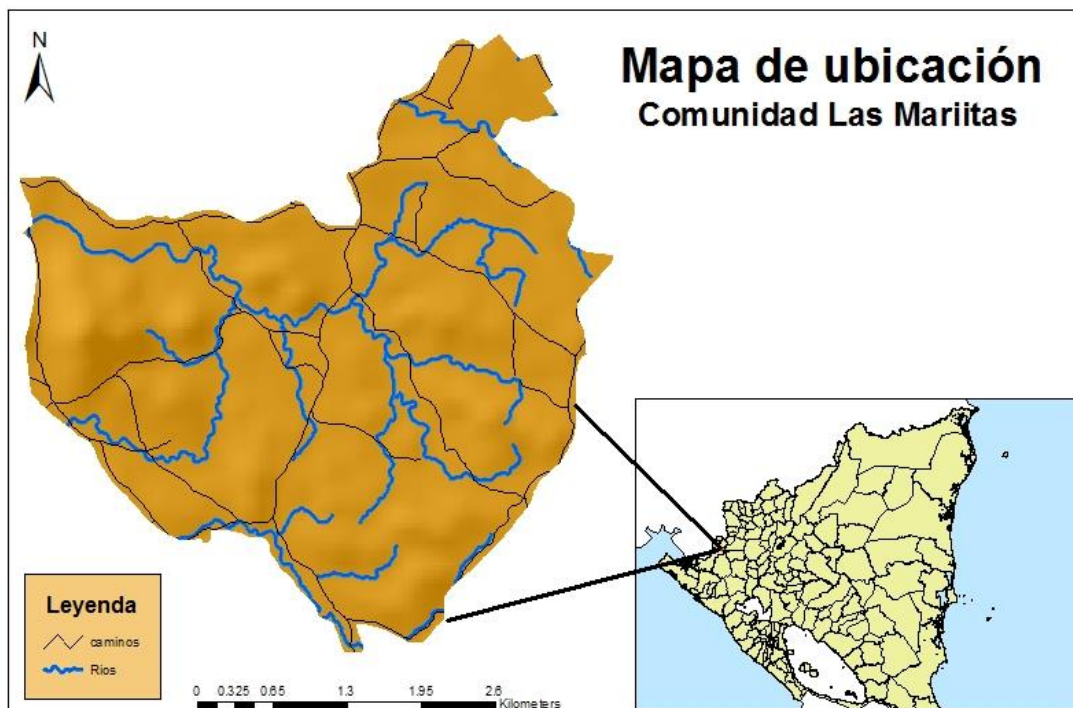 N
Mapa de ubicación
Comunidad Las Mariitas
Leyenda
caminos
Rios
0 0.325 0.65 1.3 1.95 2.6
Kilometers